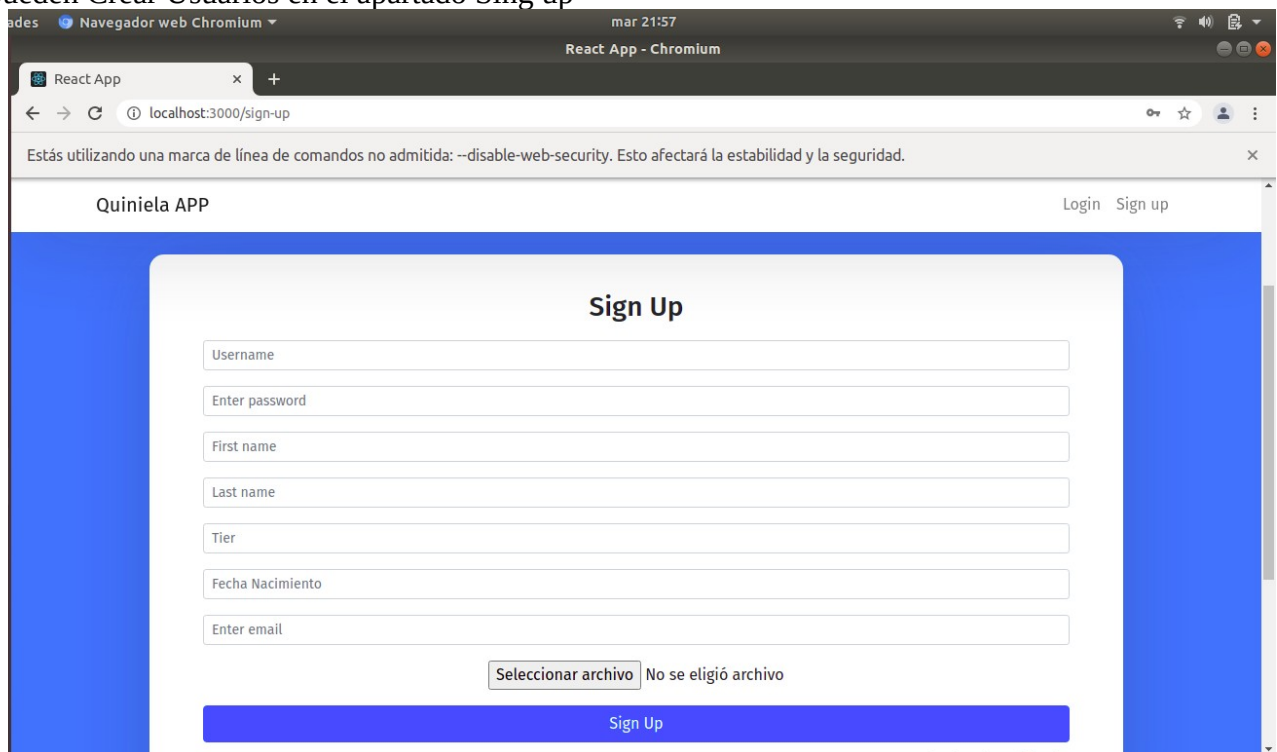 ueden Crear Usuarios en el apartado Sing up
ades Navegador web Chromium mar 21:57
React App - Chromium
React App
localhost:3000/sign-up
Estás utilizando una marca de línea de comandos no admitida: --disable-web-security. Esto afectará la estabilidad y la seguridad.
Quiniela APP Login Sign up
Sign Up
Username
Enter password
First name
Last name
Tier
Fecha Nacimiento
Enter email
Seleccionar archivo No se eligió archivo
Sign Up